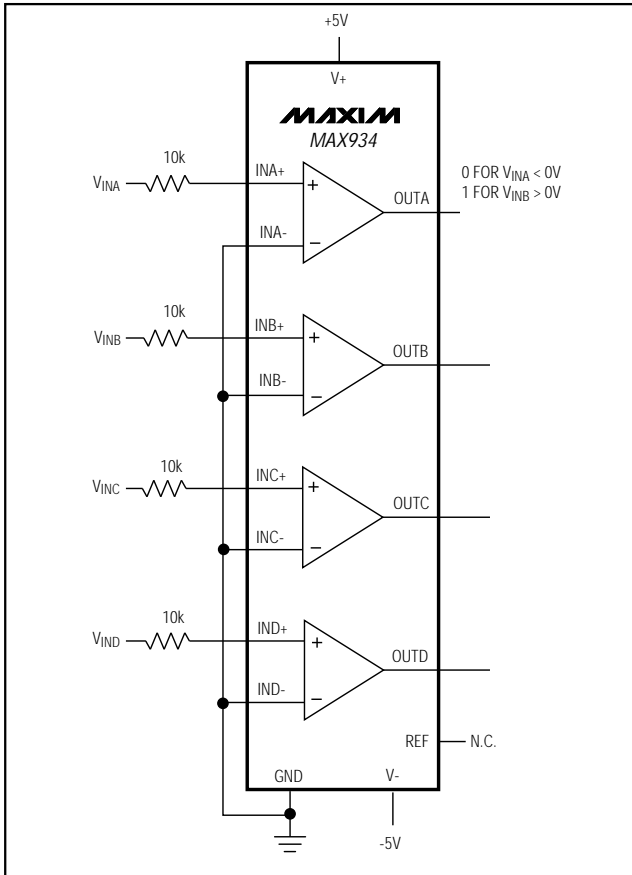 +5V
V+
MAXIM
MAX934
10k
VINA
INA+
+
OUTA
0 FOR VINA < 0V
1 FOR VINB > 0V
INA-
−
10k
VINB
INB+
+
OUTB
INB-
−
10k
VINC
INC+
+
OUTC
INC-
−
10k
VIND
IND+
+
OUTD
IND-
−
REF
N.C.
GND
V-
-5V